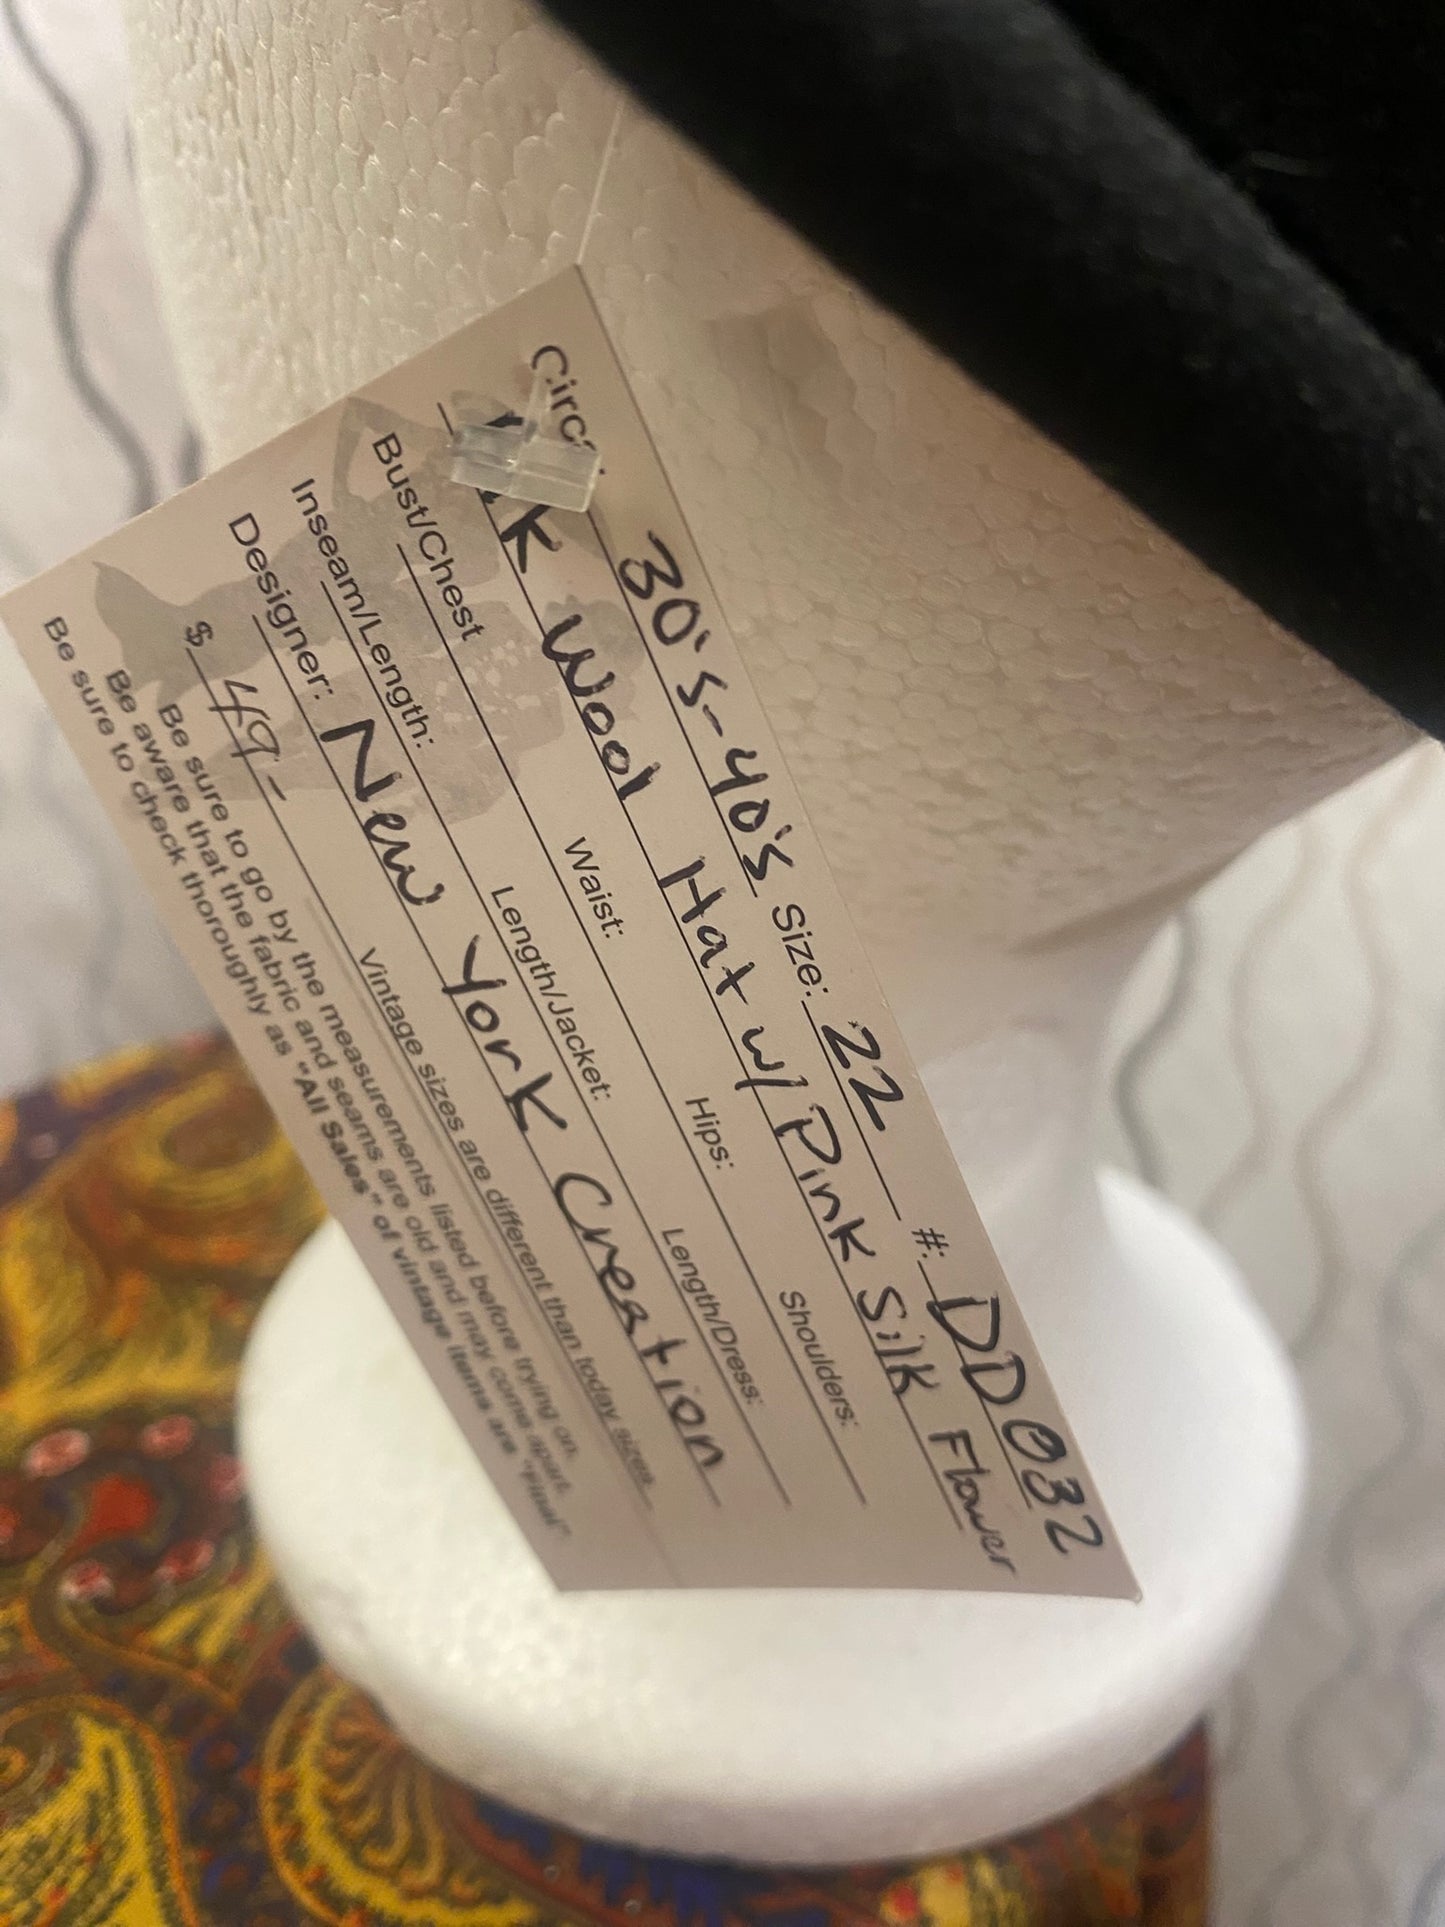 Circa: 30's-40's Size: 22 #: DD032
Wool Hat w/ Pink Silk Flower
Bust/Chest Waist: Hips: Shoulders:
Inseam/Length: Length/Jacket: Length/Dress:
Designer: New York Creation
$ 49- Vintage sizes are different than today sizes.
Be sure to go by the measurements listed before trying on.
Be aware that the fabric and seams are old and may come apart.
Be sure to check thoroughly as "All Sales" of vintage items are "Final"